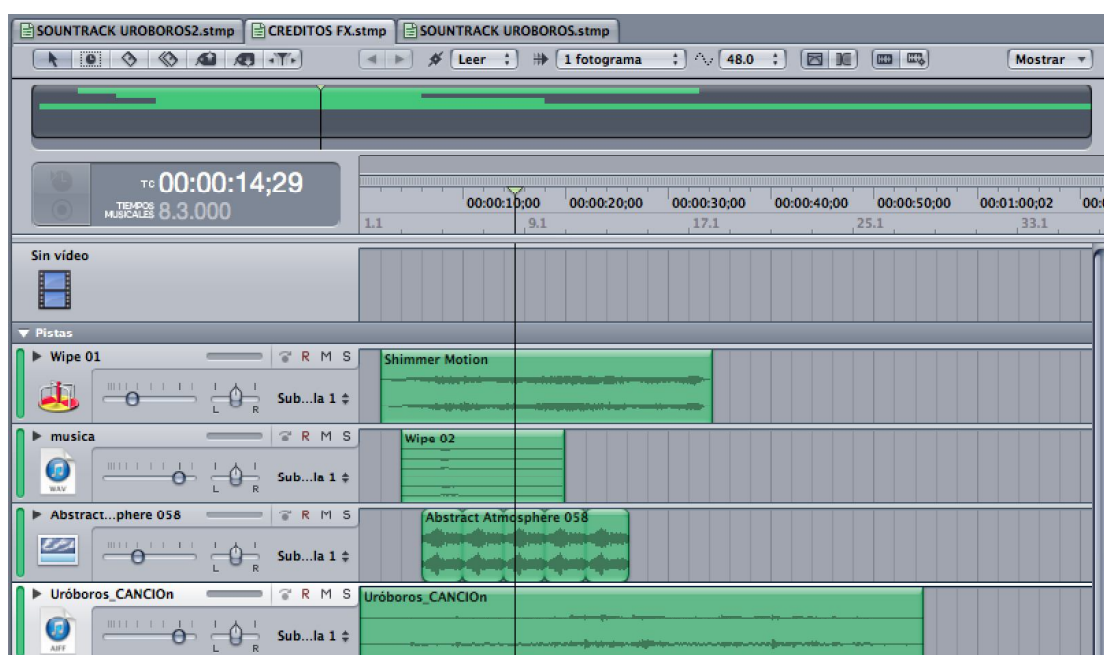 SOUNTRACK UROBOROS2.stmp CREDITOS FX.stmp SOUNTRACK UROBOROS.stmp
Leer 1 fotograma 48.0 Mostrar
TC 00:00:14;29
TIEMPOS MUSICALES 8.3.000
00:00:10;00 00:00:20;00 00:00:30;00 00:00:40;00 00:00:50;00 00:01:00;02 00:0
1.1 9.1 17.1 25.1 33.1
Sin vídeo
Pistas
Wipe 01 R M S Shimmer Motion
L R Sub...la 1
musica R M S Wipe 02
WAV L R Sub...la 1
Abstract...phere 058 R M S Abstract Atmosphere 058
L R Sub...la 1
Uróboros_CANCIOn R M S Uróboros_CANCIOn
AIFF L R Sub...la 1